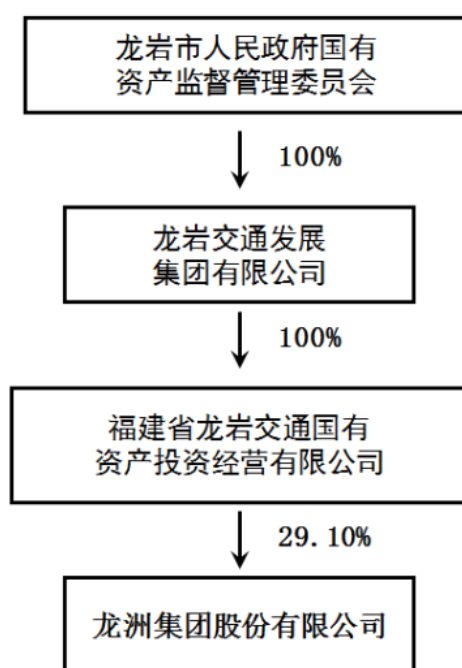 龙岩市人民政府国有
资产监督管理委员会
100%
龙岩交通发展
集团有限公司
100%
福建省龙岩交通国有
资产投资经营有限公司
29.10%
龙洲集团股份有限公司